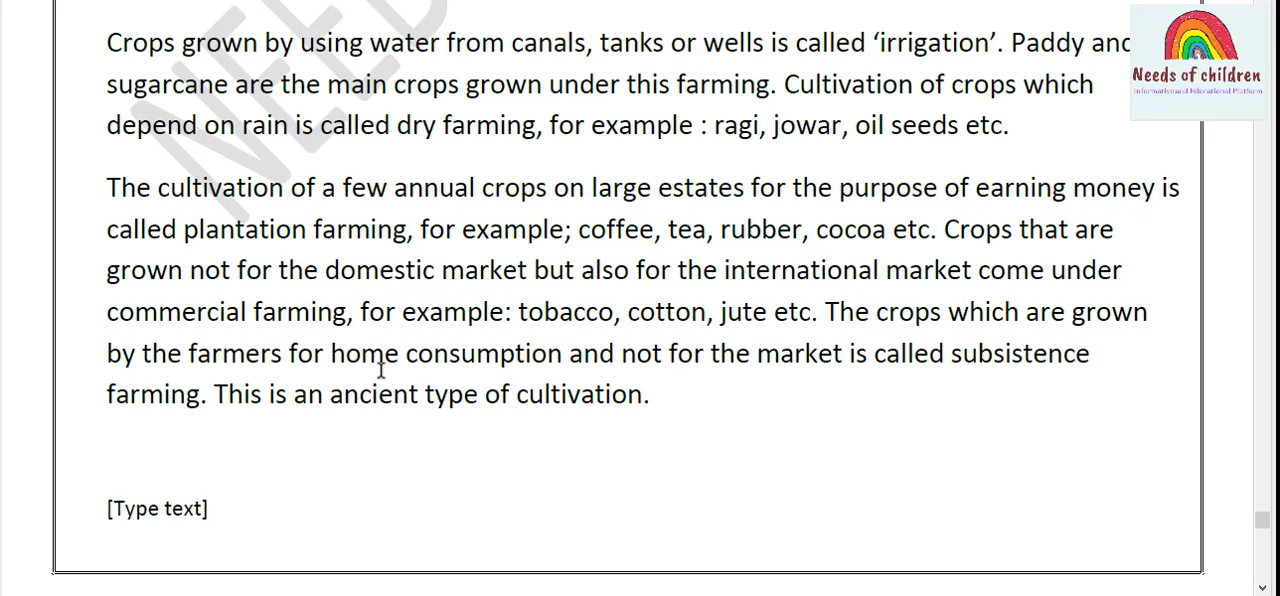 Crops grown by using water from canals, tanks or wells is called ‘irrigation’. Paddy and
sugarcane are the main crops grown under this farming. Cultivation of crops which
depend on rain is called dry farming, for example : ragi, jowar, oil seeds etc.
The cultivation of a few annual crops on large estates for the purpose of earning money is
called plantation farming, for example; coffee, tea, rubber, cocoa etc. Crops that are
grown not for the domestic market but also for the international market come under
commercial farming, for example: tobacco, cotton, jute etc. The crops which are grown
by the farmers for home consumption and not for the market is called subsistence
farming. This is an ancient type of cultivation.
[Type text]
Needs of children
Informative and Educational Platform
NEED